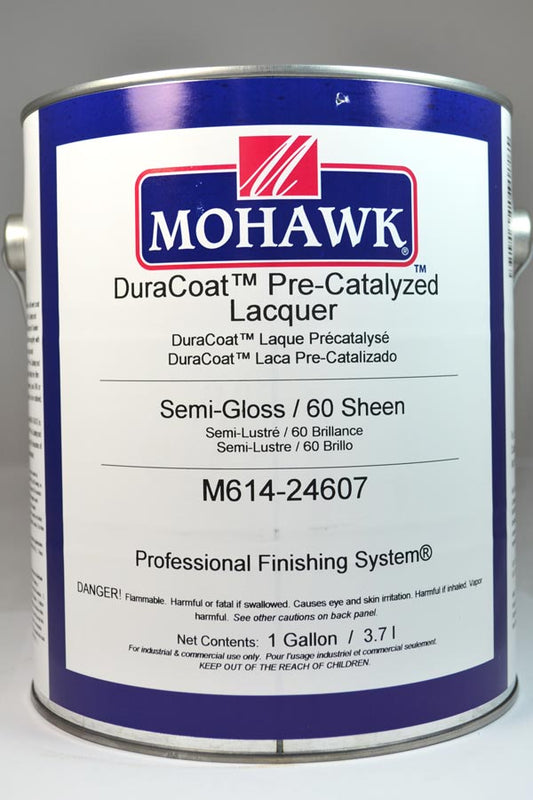 MOHAWK®
™
DuraCoat™ Pre-Catalyzed
Lacquer
DuraCoat™ Laque Précatalysé
DuraCoat™ Laca Pre-Catalizado
Semi-Gloss / 60 Sheen
Semi-Lustré / 60 Brillance
Semi-Lustre / 60 Brillo
M614-24607
Professional Finishing System®
DANGER! Flammable. Harmful or fatal if swallowed. Causes eye and skin irritation. Harmful if inhaled. Vapor
harmful. See other cautions on back panel.
Net Contents: 1 Gallon / 3.7 l
For industrial & commercial use only. Pour l'usage industriel et commercial seulement.
KEEP OUT OF THE REACH OF CHILDREN.